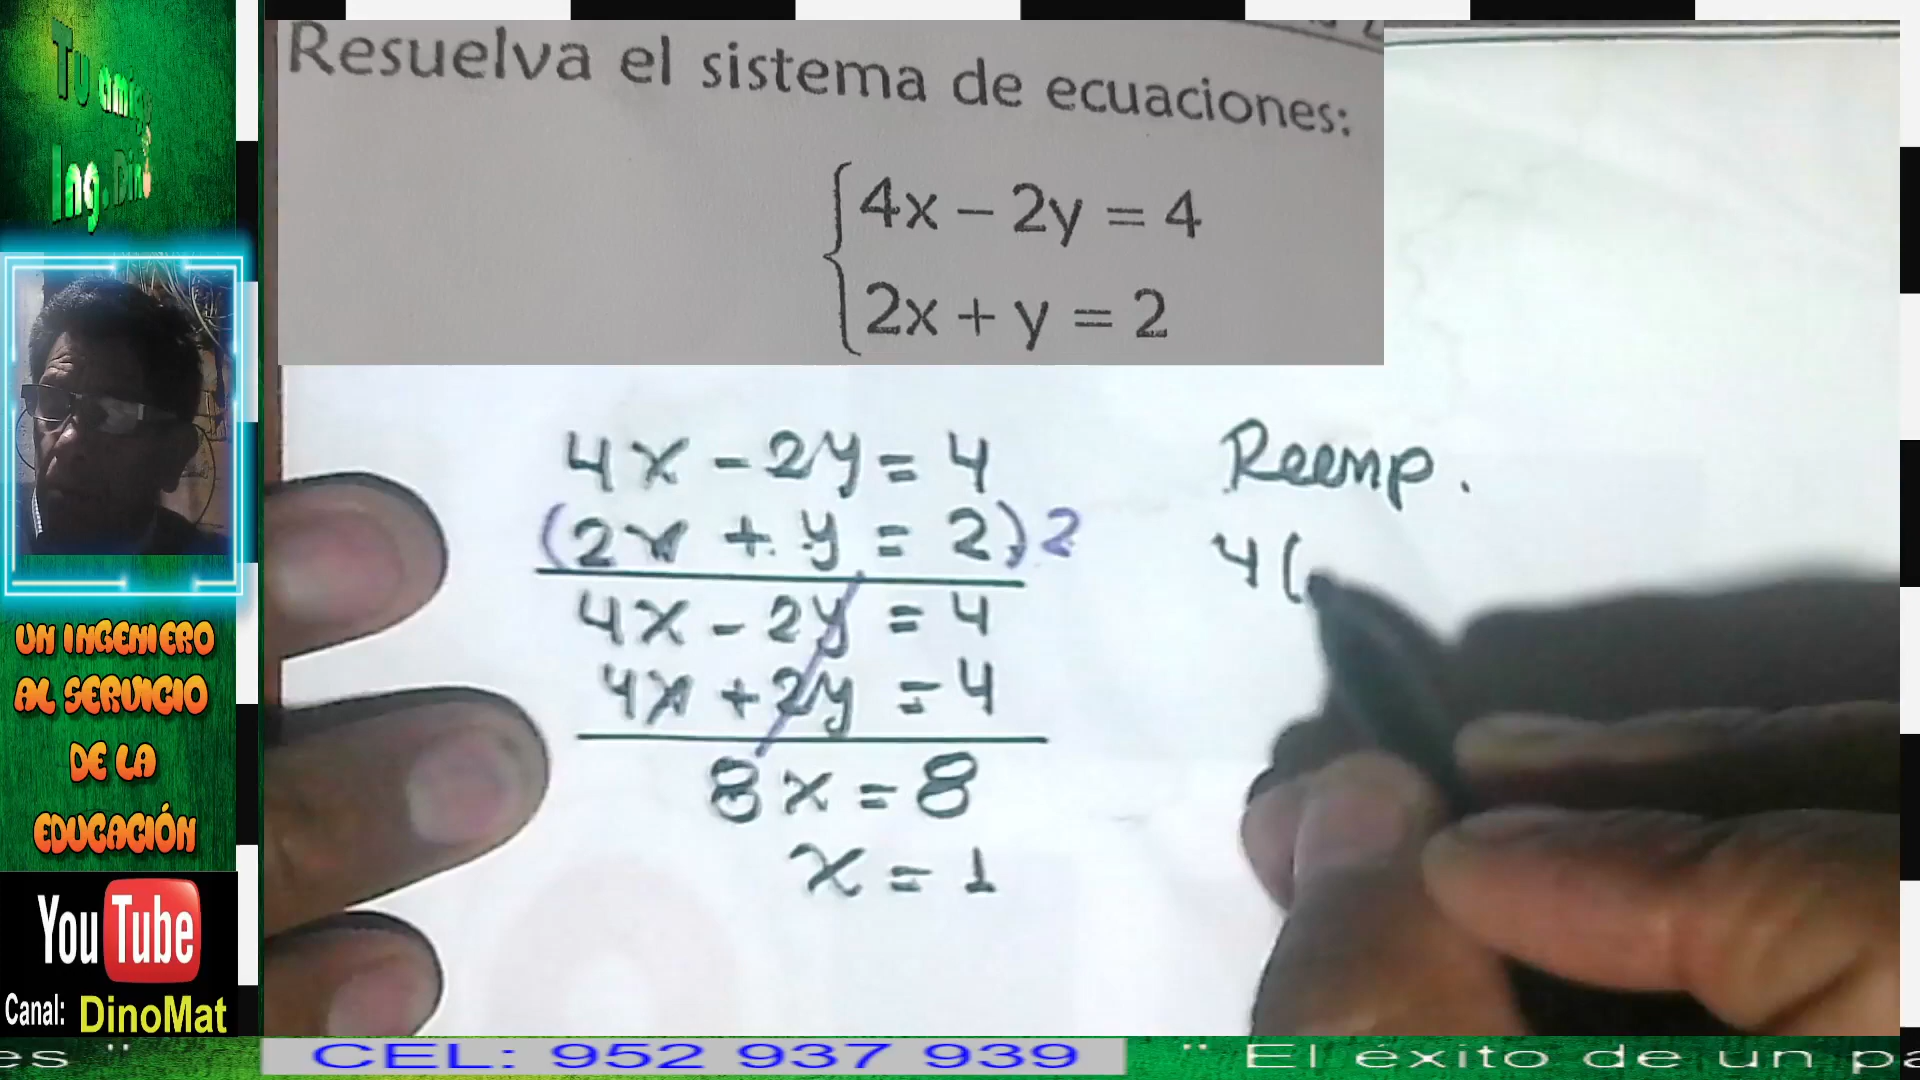 Tu amigo
Ing. Dino
UN INGENIERO
AL SERVICIO
DE LA
EDUCACIÓN
YouTube
Canal: DinoMat
Resuelva el sistema de ecuaciones:
4x – 2y = 4
2x + y = 2
4x - 2y = 4
(2x + y = 2) 2
4x - 2y = 4
4x + 2y = 4
8x = 8
x = 1
Reemp.
4(
es " CEL: 952 937 939 " El éxito de un pa